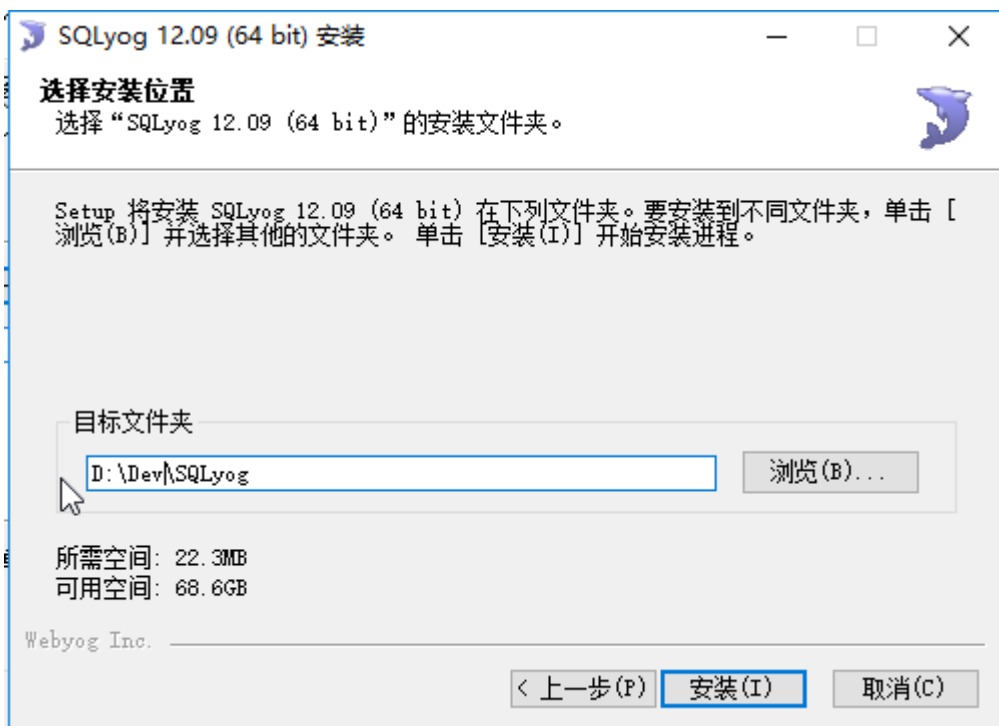 SQLyog 12.09 (64 bit) 安装
选择安装位置
选择“SQLyog 12.09 (64 bit)”的安装文件夹。
Setup 将安装 SQLyog 12.09 (64 bit) 在下列文件夹。要安装到不同文件夹，单击 [
浏览(B)] 并选择其他的文件夹。 单击 [安装(I)] 开始安装进程。
目标文件夹
D:\Dev\SQLyog
浏览(B)...
所需空间: 22.3MB
可用空间: 68.6GB
Webyog Inc.
< 上一步(P)
安装(I)
取消(C)